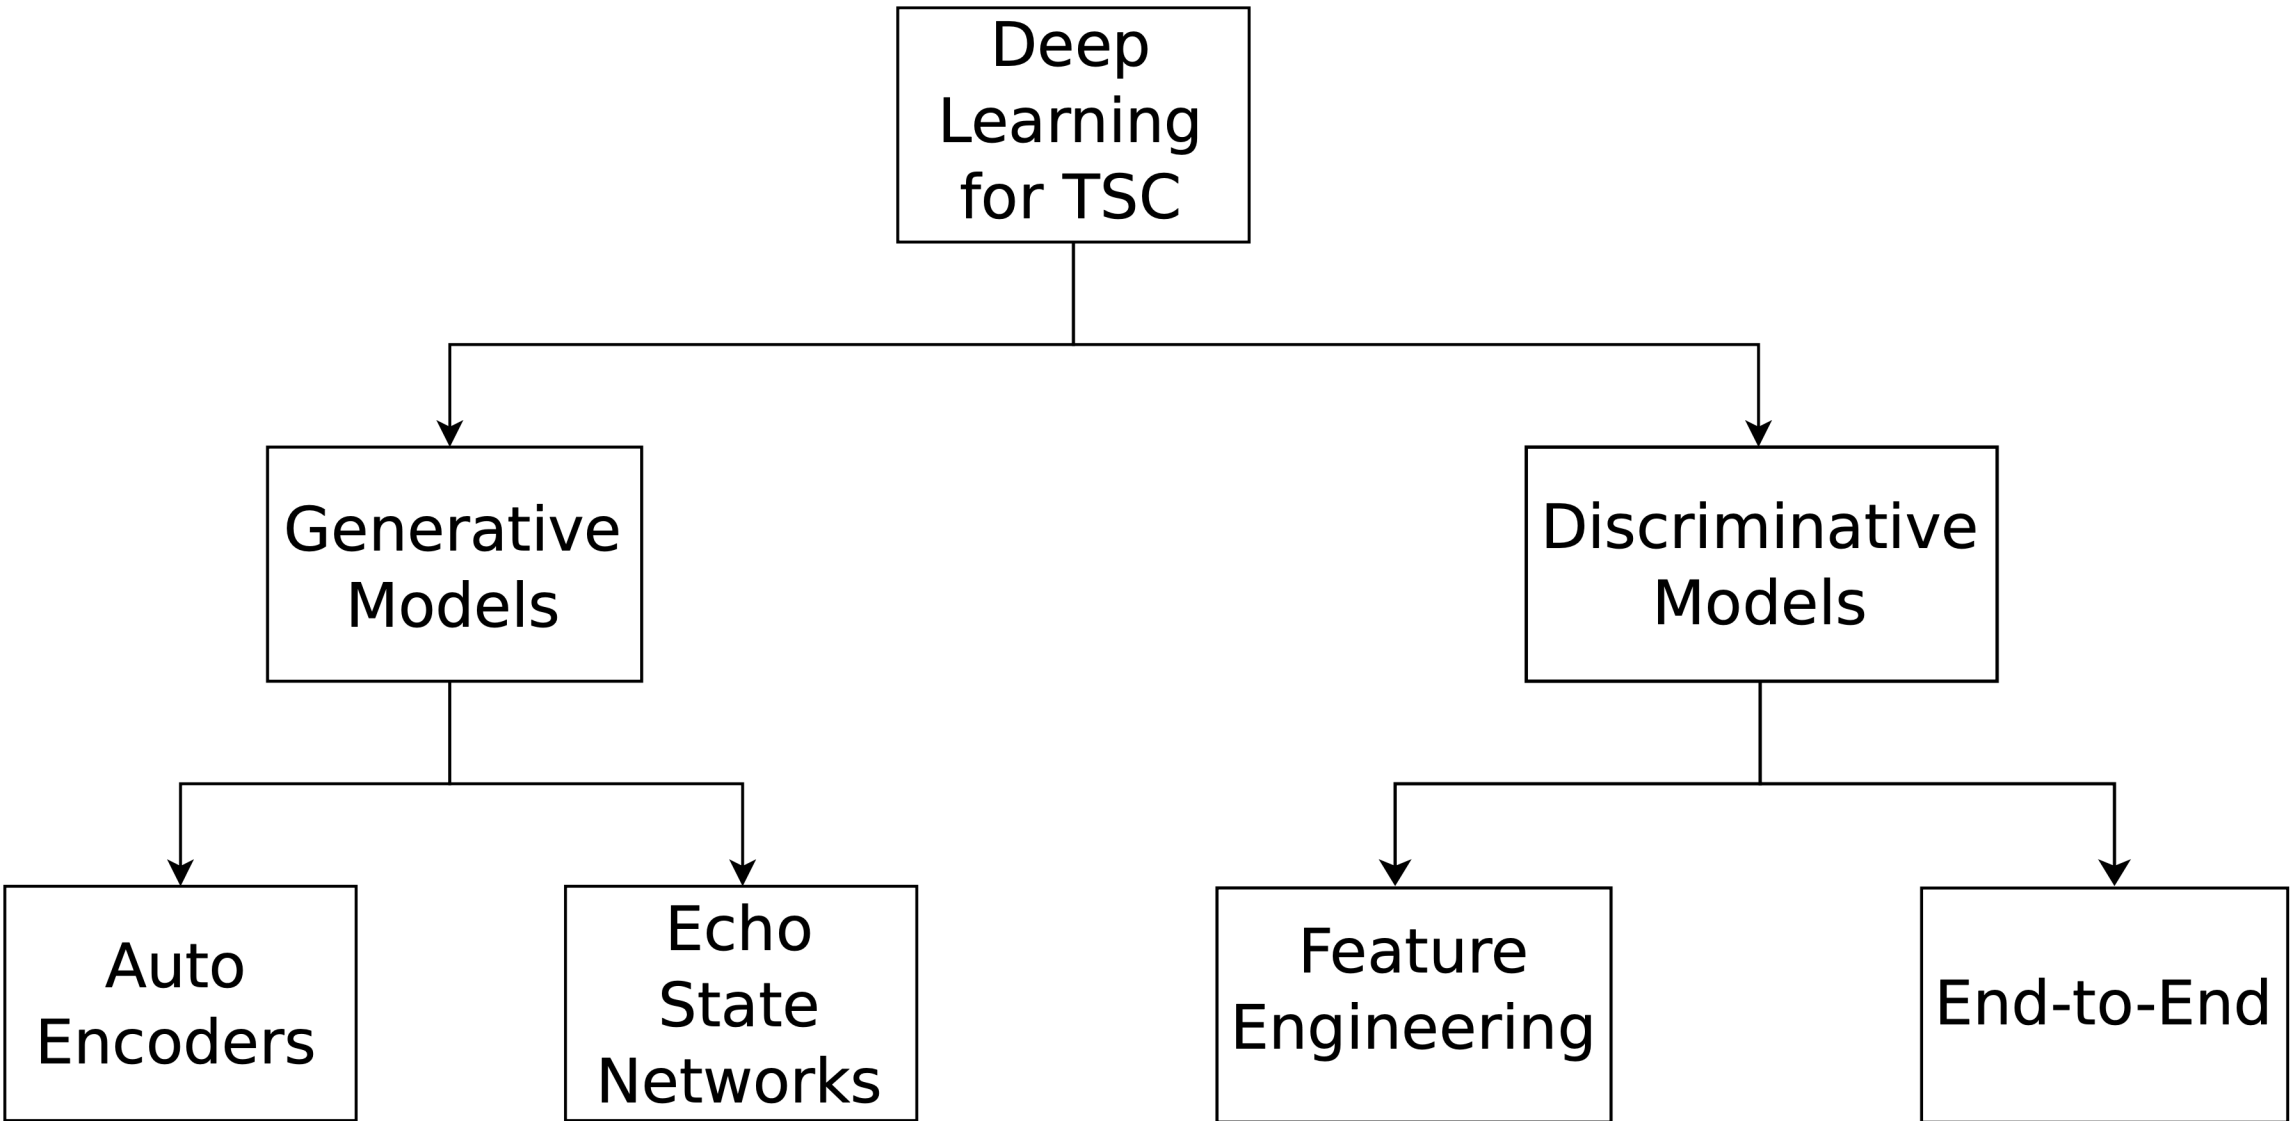 Deep
Learning
for TSC
Generative
Models
Discriminative
Models
Auto
Encoders
Echo
State
Networks
Feature
Engineering
End-to-End